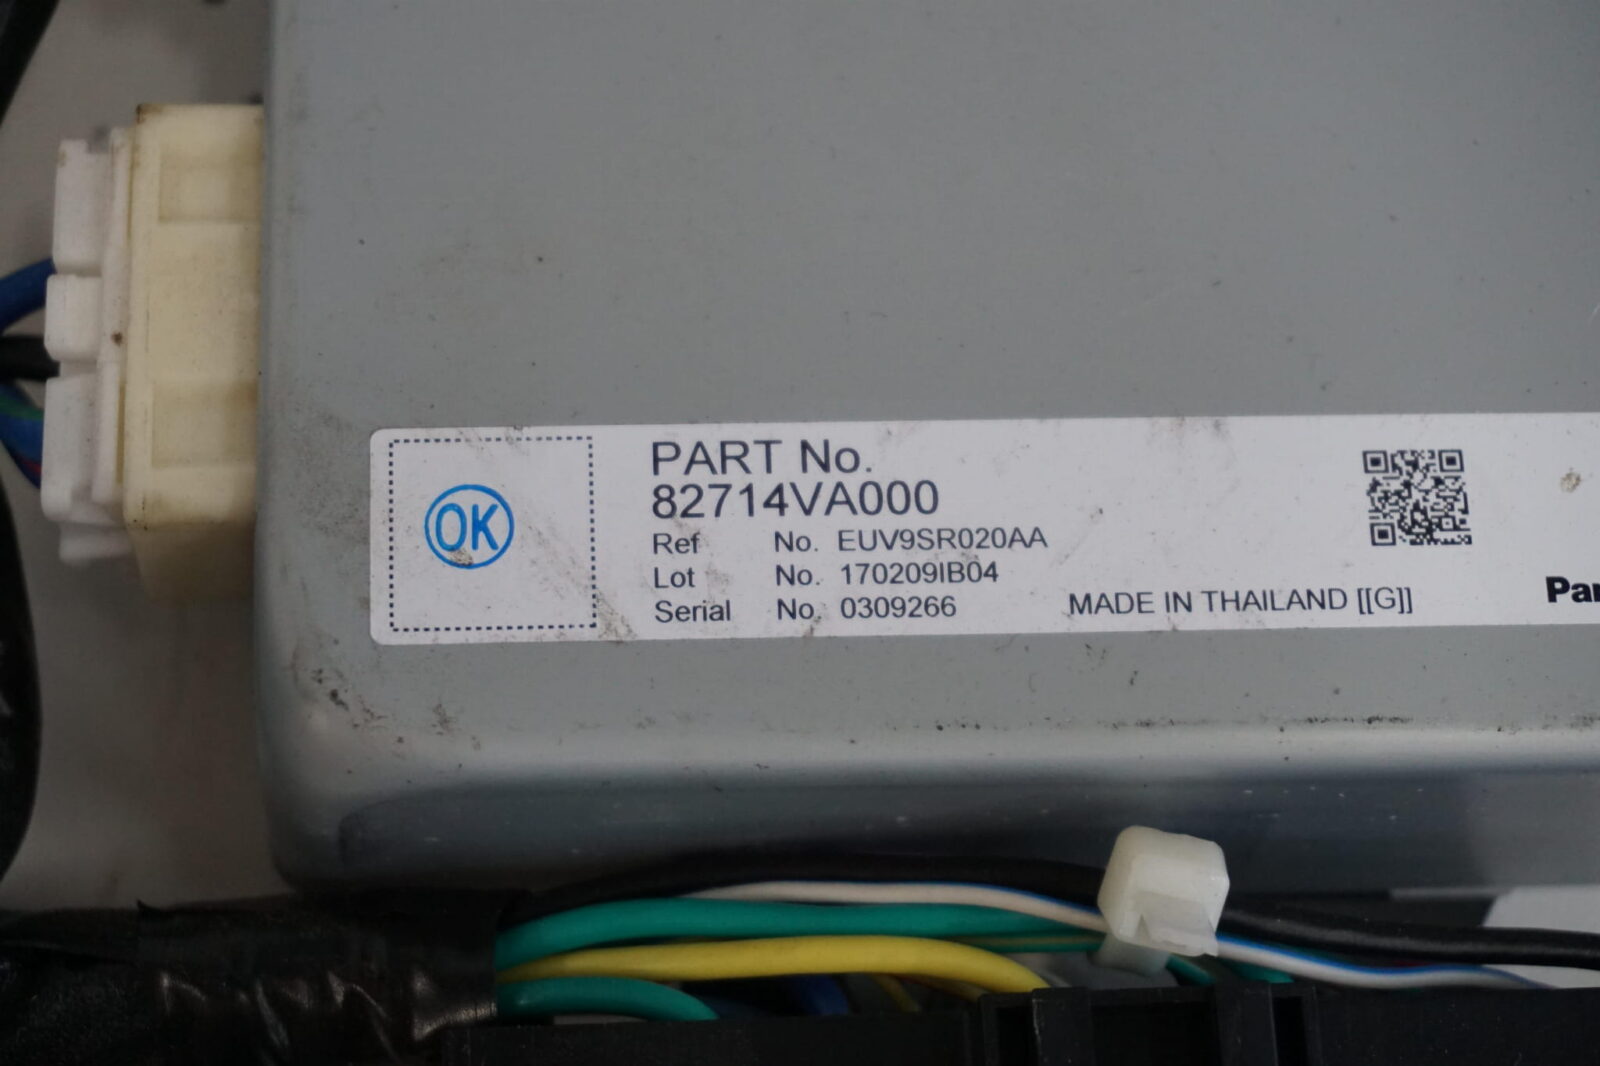 OK
PART No.
82714VA000
Ref No. EUV9SR020AA
Lot No. 170209IB04
Serial No. 0309266
MADE IN THAILAND [[G]]